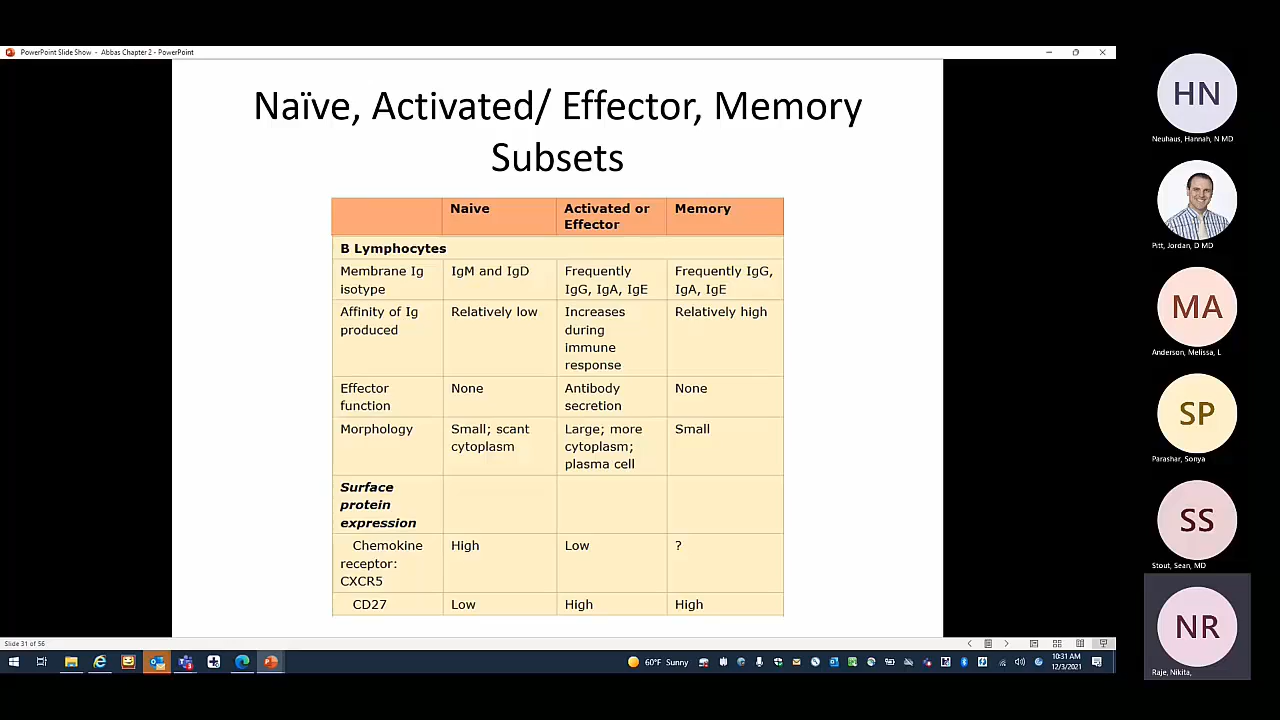 PowerPoint Slide Show - Abbas Chapter 2 - PowerPoint
Naïve, Activated/ Effector, Memory
Subsets
Naive
Activated or
Effector
Memory
B Lymphocytes
Membrane Ig
isotype
IgM and IgD
Frequently
IgG, IgA, IgE
Frequently IgG,
IgA, IgE
Affinity of Ig
produced
Relatively low
Increases
during
immune
response
Relatively high
Effector
function
None
Antibody
secretion
None
Morphology
Small; scant
cytoplasm
Large; more
cytoplasm;
plasma cell
Small
Surface
protein
expression
Chemokine
receptor:
CXCR5
High
Low
?
CD27
Low
High
High
Slide 31 of 56
60°F Sunny
10:31 AM
12/3/2021
HN
Neuhaus, Hannah, N MD
Pitt, Jordan, D MD
MA
Anderson, Melissa, L
SP
Parashar, Sonya
SS
Stout, Sean, MD
NR
Raje, Nikita,